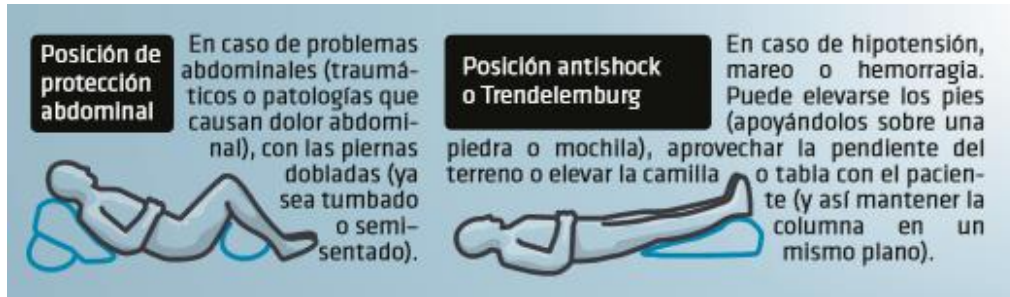 Posición de
protección
abdominal
En caso de problemas
abdominales (traumá-
ticos o patologías que
causan dolor abdomi-
nal), con las piernas
dobladas (ya
sea tumbado
o semi-
sentado).
Posición antishock
o Trendelemburg
En caso de hipotensión,
mareo o hemorragia.
Puede elevarse los pies
(apoyándolos sobre una
piedra o mochila), aprovechar la pendiente del
terreno o elevar la camilla o tabla con el pacien-
te (y así mantener la
columna en un
mismo plano).